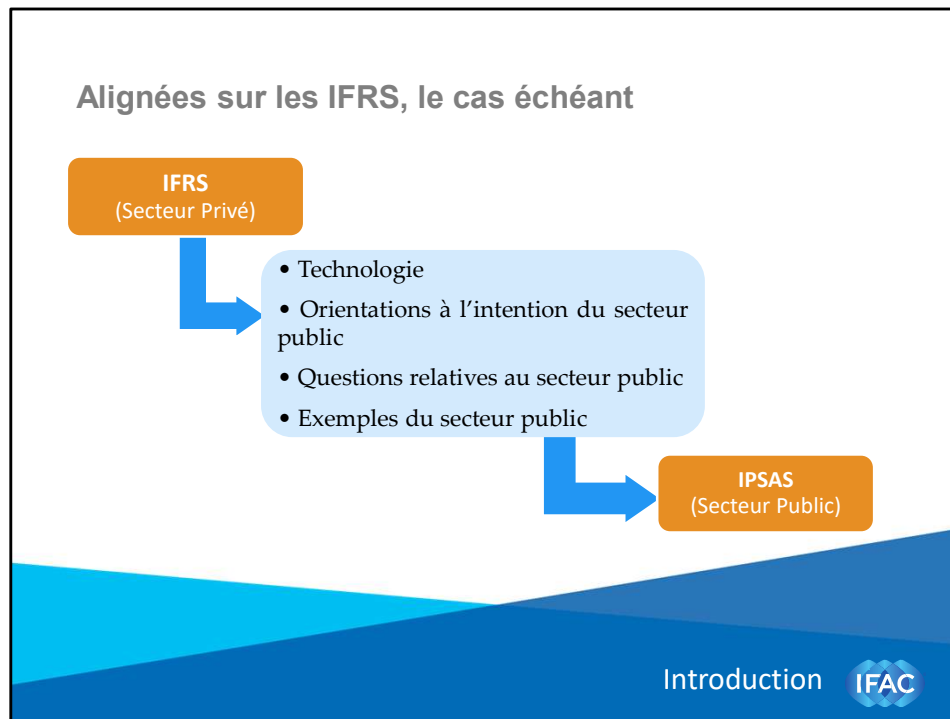 Alignées sur les IFRS, le cas échéant
IFRS
(Secteur Privé)
• Technologie
• Orientations à l’intention du secteur
public
• Questions relatives au secteur public
• Exemples du secteur public
IPSAS
(Secteur Public)
Introduction
IFAC